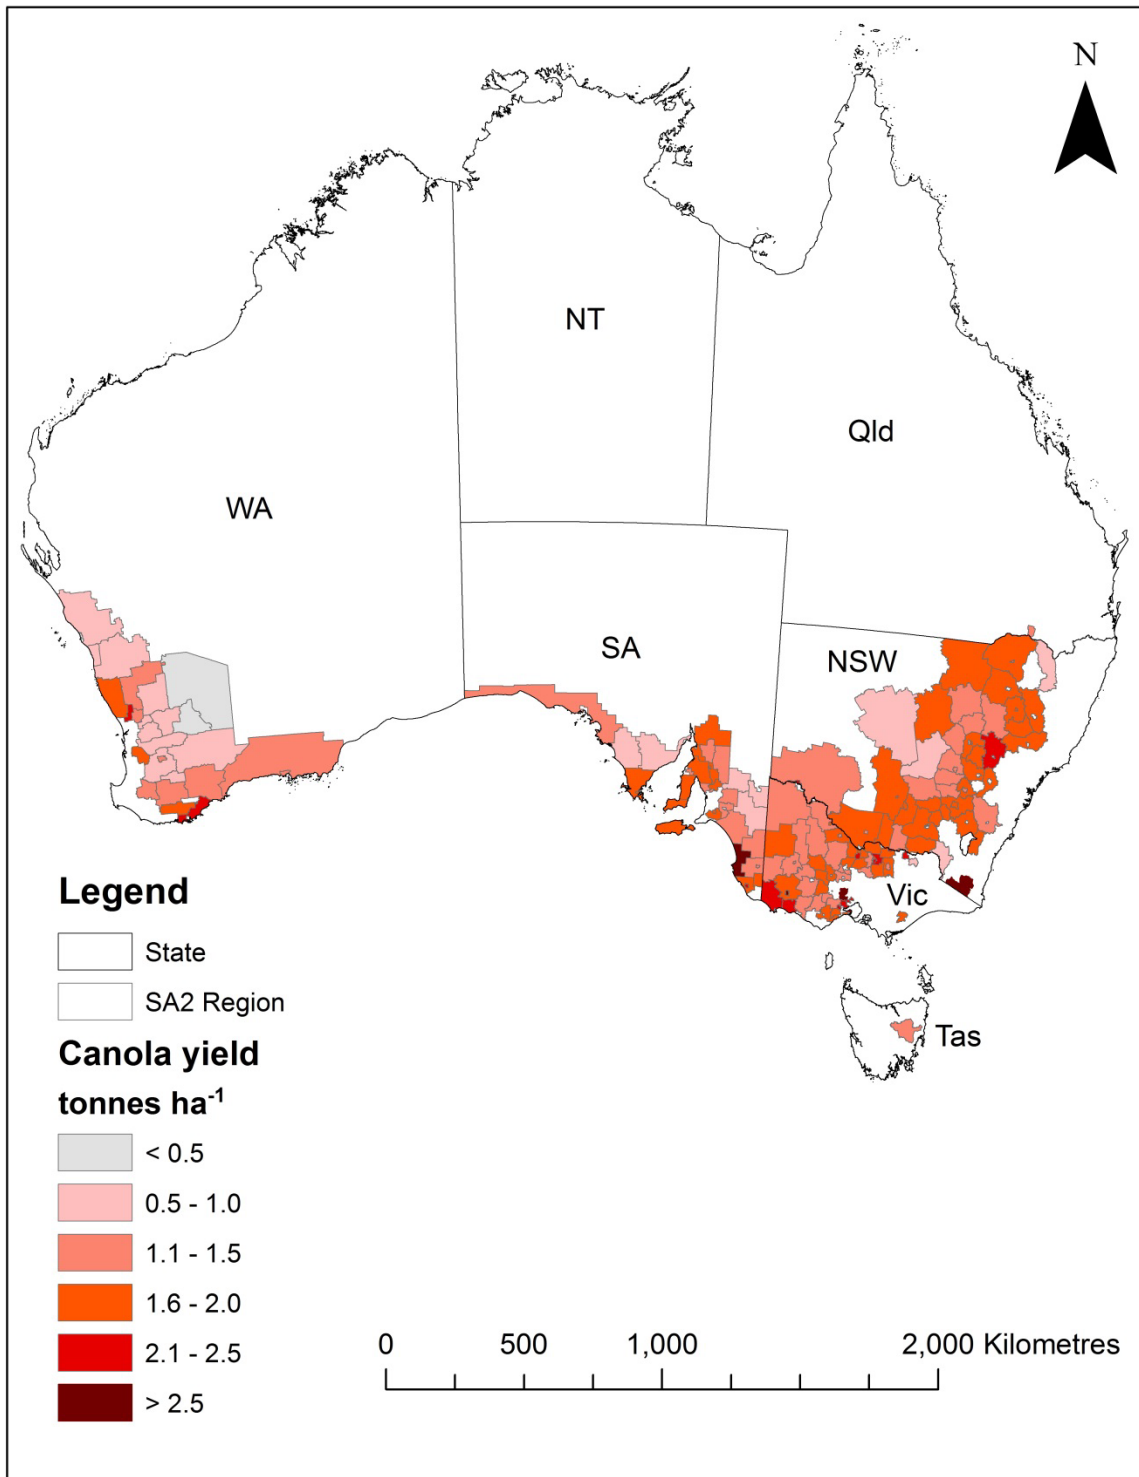 N
NT
Qld
WA
SA
NSW
Vic
Tas
Legend
State
SA2 Region
Canola yield
tonnes ha⁻¹
< 0.5
0.5 - 1.0
1.1 - 1.5
1.6 - 2.0
2.1 - 2.5
> 2.5
0 500 1,000 2,000 Kilometres